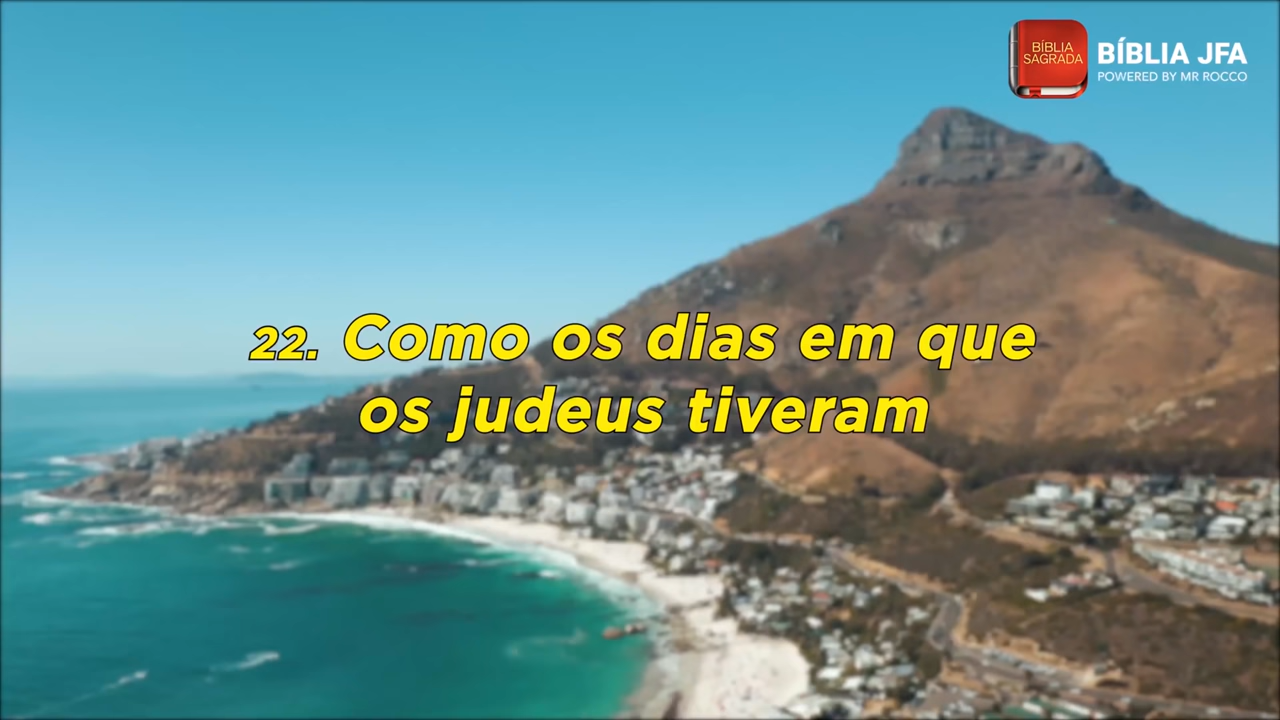 BÍBLIA
SAGRADA
BÍBLIA JFA
POWERED BY MR ROCCO
22. Como os dias em que
os judeus tiveram